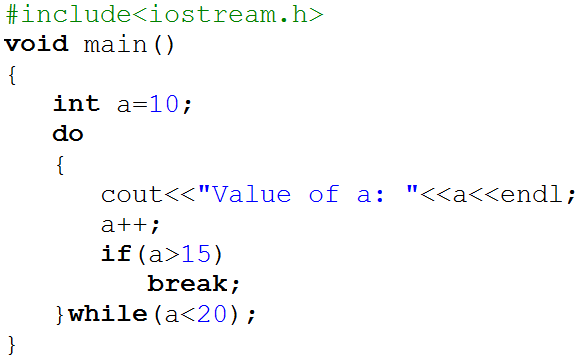 #include<iostream.h>
void main()
{
   int a=10;
   do
   {
      cout<<"Value of a: "<<a<<endl;
      a++;
      if(a>15)
         break;
   }while(a<20);
}